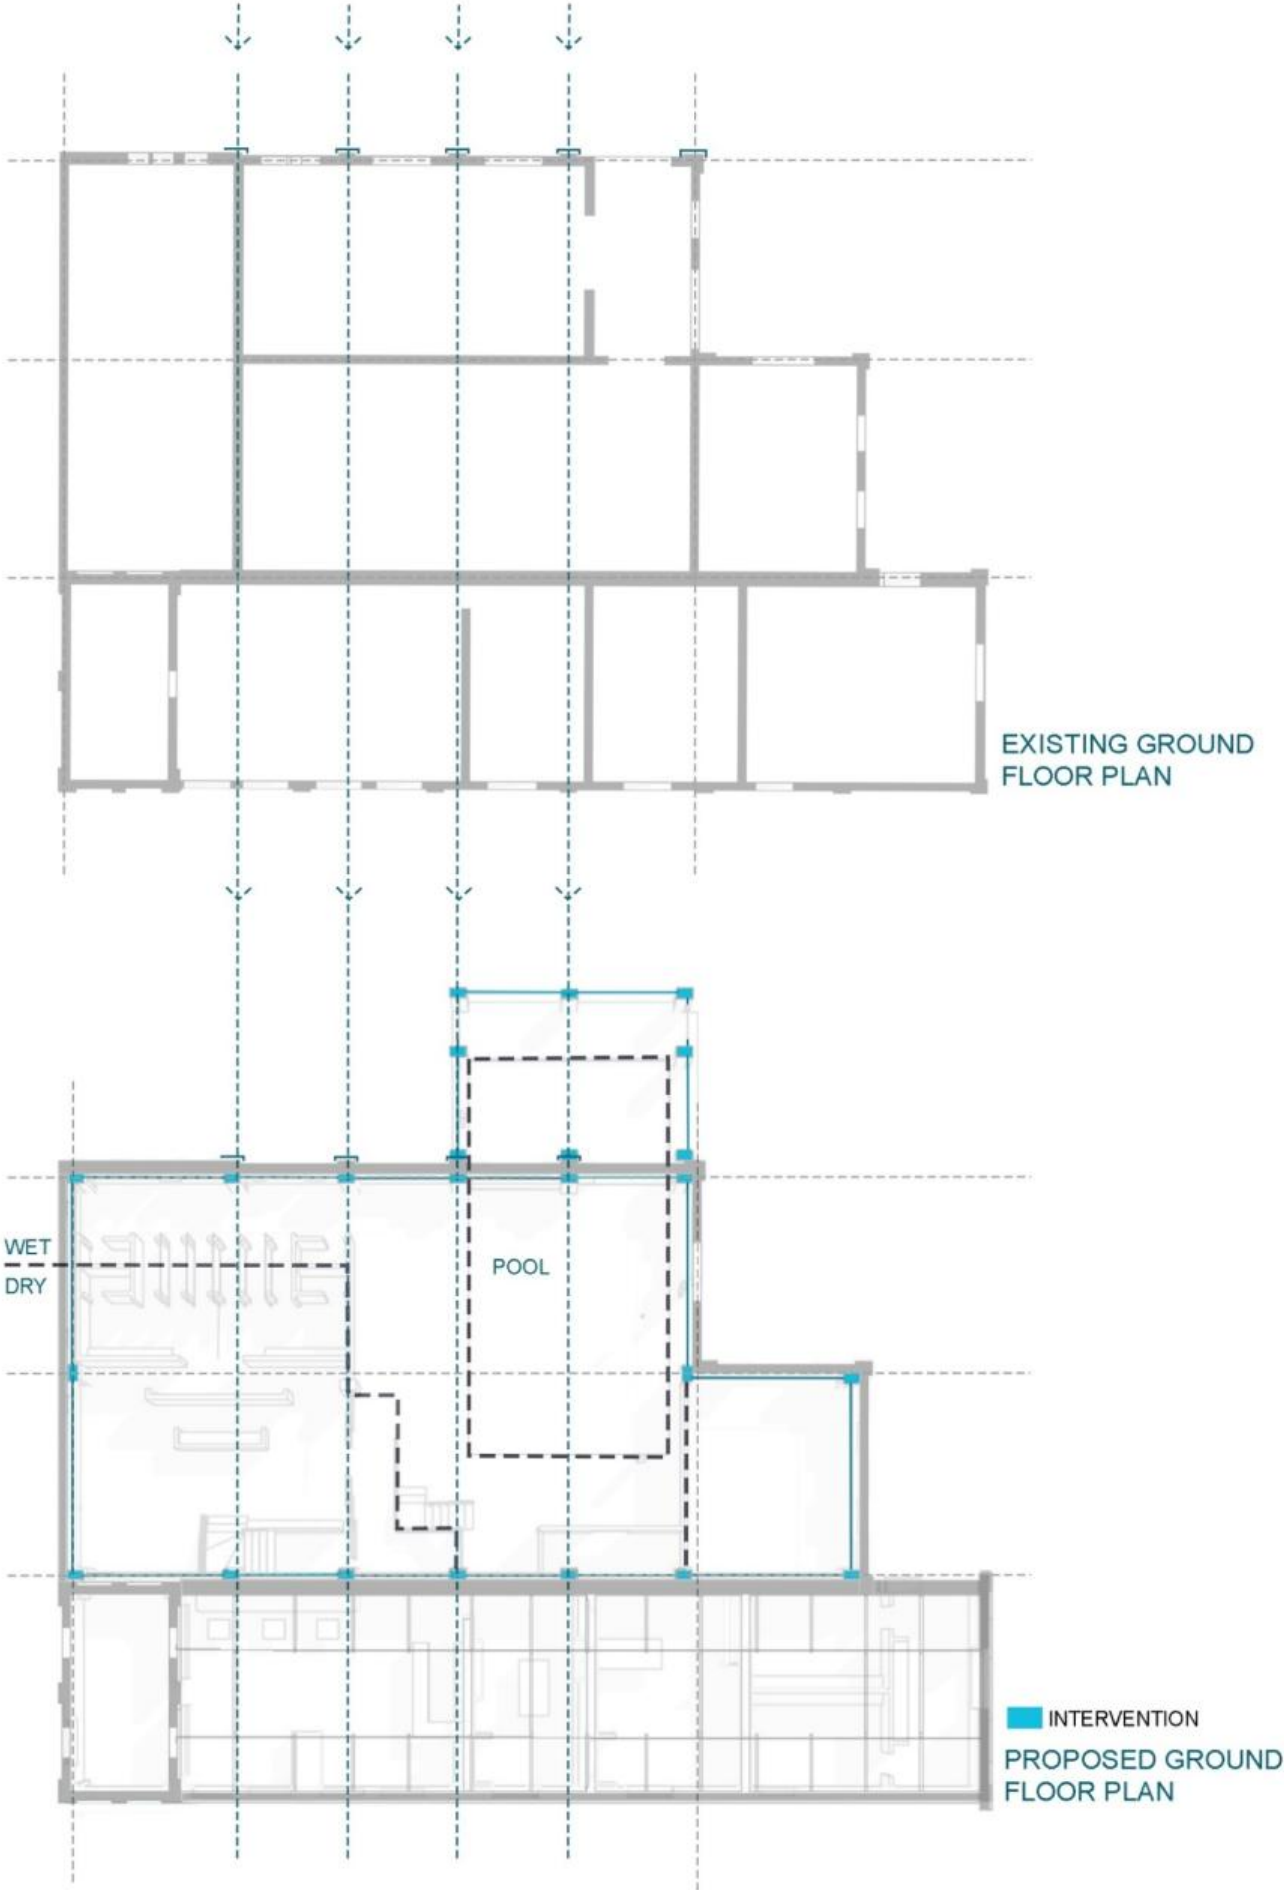 EXISTING GROUND
FLOOR PLAN
WET
DRY
POOL
INTERVENTION
PROPOSED GROUND
FLOOR PLAN